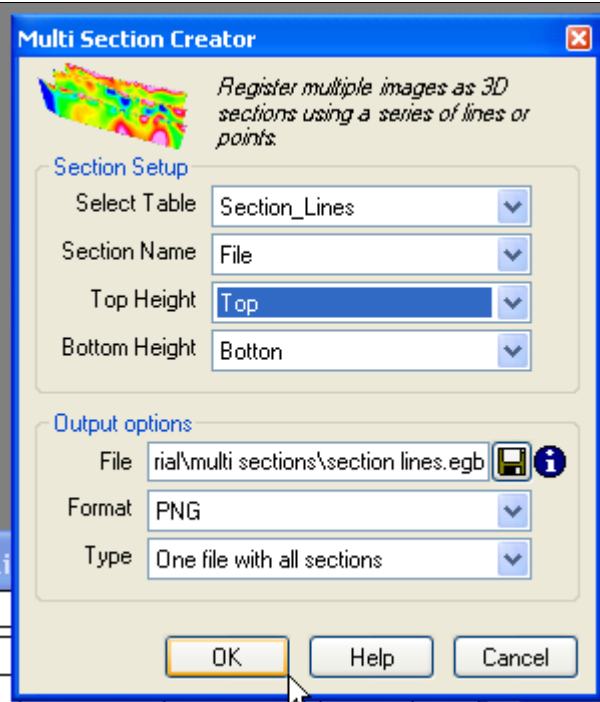 Multi Section Creator
Register multiple images as 3D
sections using a series of lines or
points.
Section Setup
Select Table Section_Lines
Section Name File
Top Height Top
Bottom Height Botton
Output options
File rial\multi sections\section lines.egb
Format PNG
Type One file with all sections
OK Help Cancel